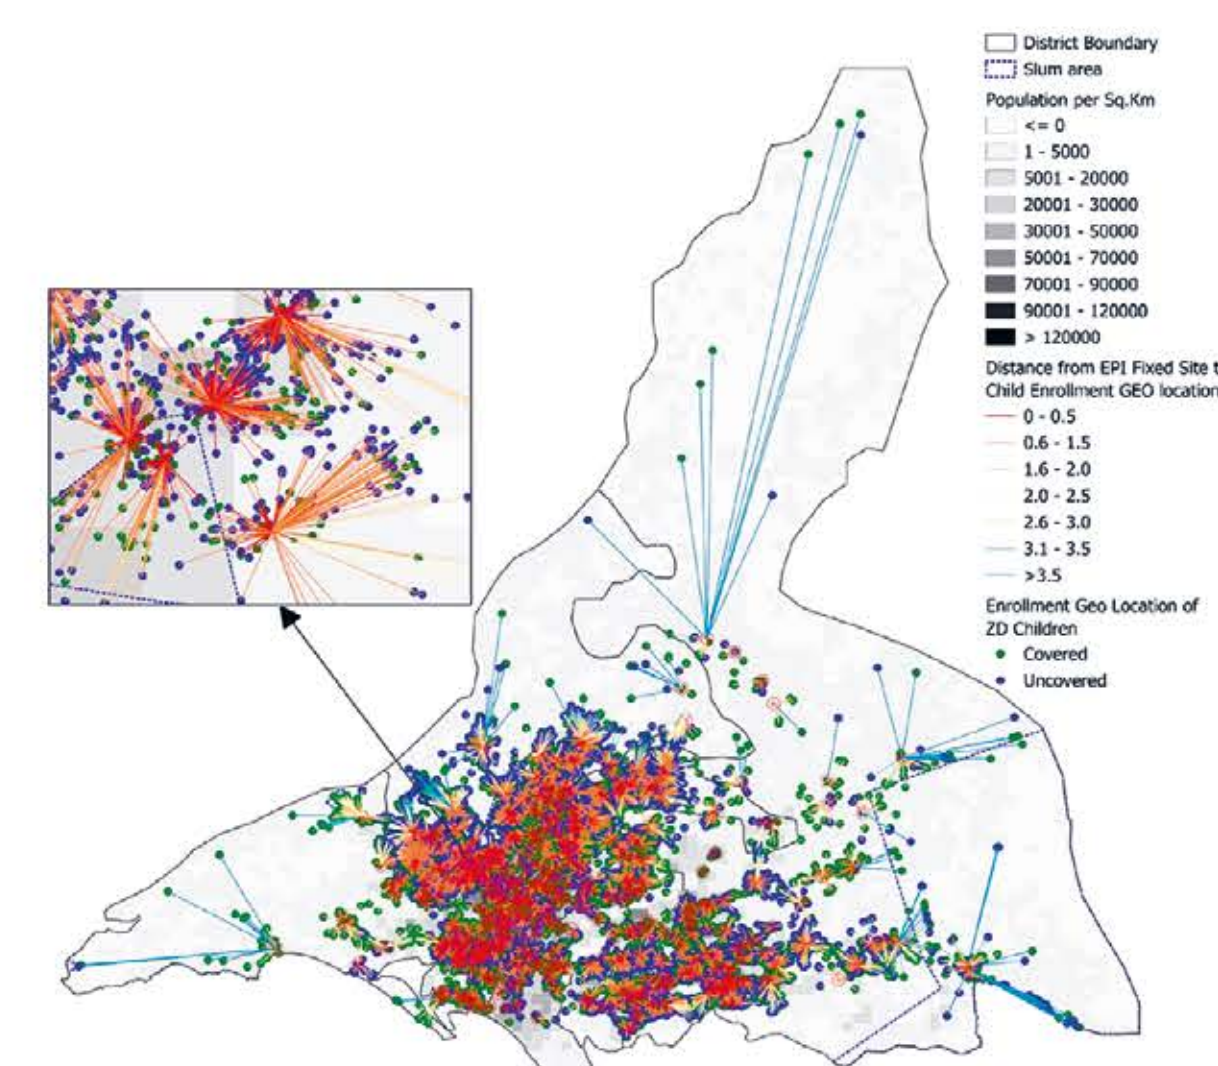 District Boundary
Slum area
Population per Sq.Km
<= 0
1 - 5000
5001 - 20000
20001 - 30000
30001 - 50000
50001 - 70000
70001 - 90000
90001 - 120000
> 120000
Distance from EPI Fixed Site t
Child Enrollment GEO location
0 - 0.5
0.6 - 1.5
1.6 - 2.0
2.0 - 2.5
2.6 - 3.0
3.1 - 3.5
>3.5
Enrollment Geo Location of
ZD Children
Covered
Uncovered